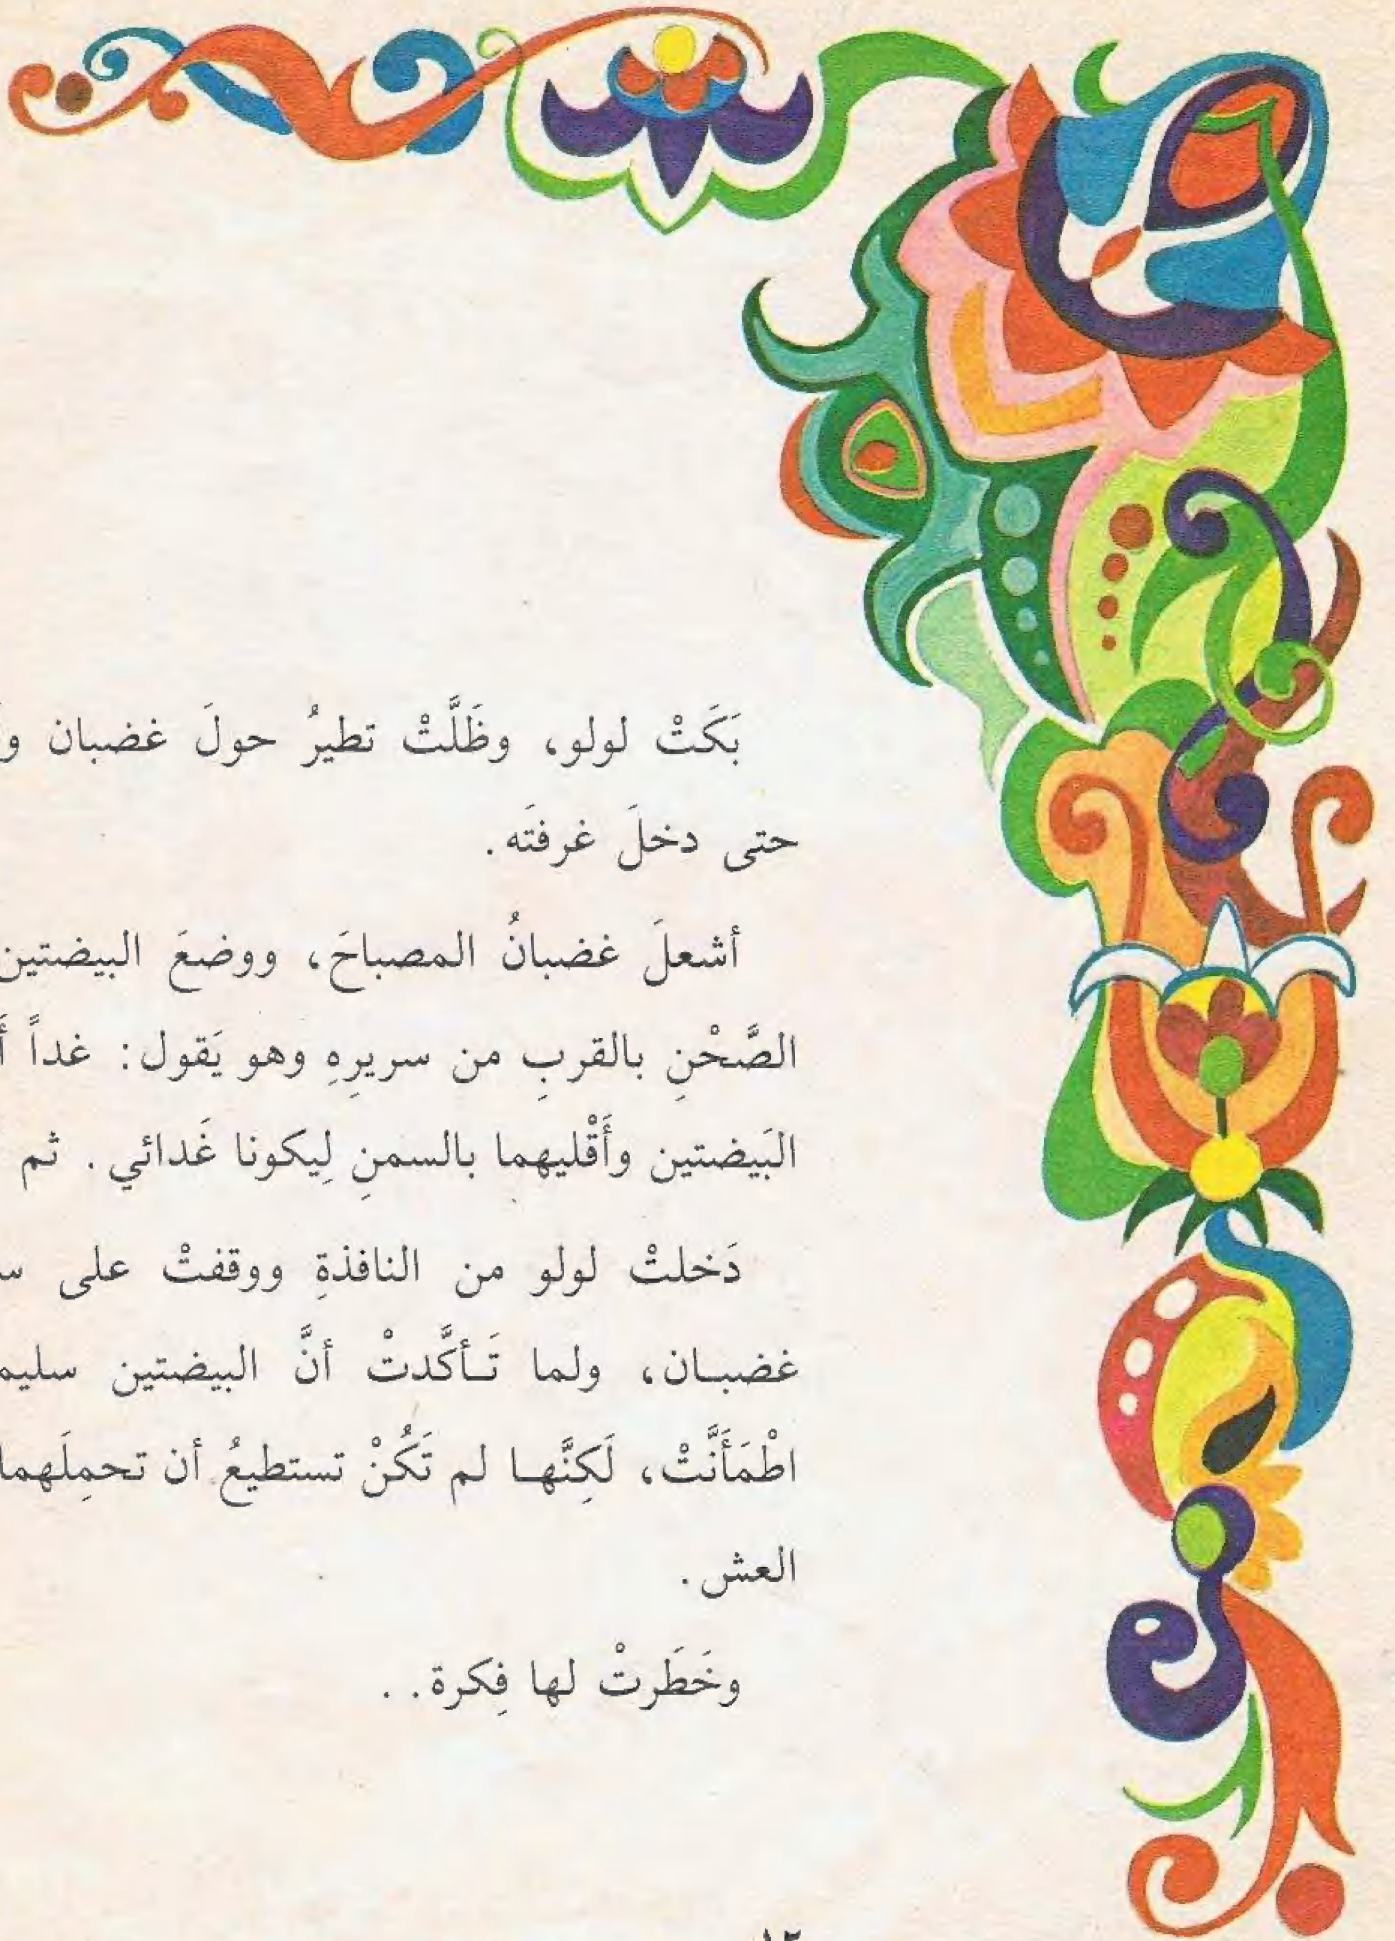 بَكَتْ لولو، وظَلَّتْ تطيرُ حولَ غضبان
حتى دخلَ غرفتَه.
أشعلَ غضبانُ المصباحَ، ووضعَ البيضتين
الصَّحْنِ بالقربِ من سريرِهِ وهو يَقول: غداً
البَيضتين وأَقْليهما بالسمنِ لِيكونا غَدائي. ثم
دَخلتْ لولو من النافذةِ ووقفتْ على
غضبـان، ولما تَـأكَّدتْ أنَّ البيضتين
اطْمَأَنَّتْ، لَكِنَّهـا لم تَكُنْ تستطيعُ أن تحمِلَهما
العش.
وخَطَرتْ لها فِكرة..
١٢